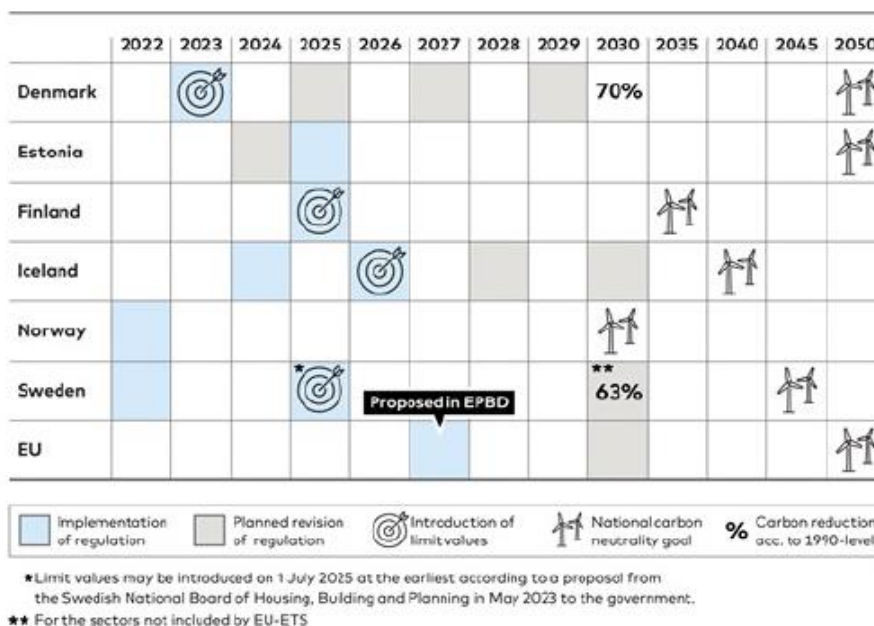 2022 2023 2024 2025 2026 2027 2028 2029 2030 2035 2040 2045 2050
Denmark 70%
Estonia
Finland
Iceland
Norway
Sweden * ** 63%
Proposed in EPBD
EU
Implementation of regulation
Planned revision of regulation
Introduction of limit values
National carbon neutrality goal
% Carbon reduction acc. to 1990-level
*Limit values may be introduced on 1 July 2025 at the earliest according to a proposal from
the Swedish National Board of Housing, Building and Planning in May 2023 to the government.
** For the sectors not included by EU-ETS